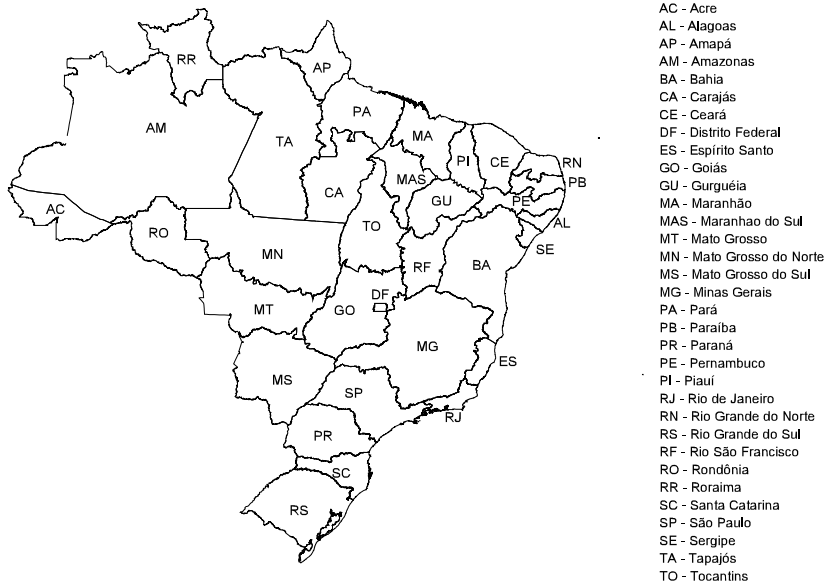 RR
AP
AM
TA
PA
MA
PI
CE
RN
PB
PE
AL
SE
MAS
GU
CA
TO
AC
RO
MN
RF
BA
MT
GO
DF
MG
ES
MS
SP
RJ
PR
SC
RS
AC - Acre
AL - Alagoas
AP - Amapá
AM - Amazonas
BA - Bahia
CA - Carajás
CE - Ceará
DF - Distrito Federal
ES - Espírito Santo
GO - Goiás
GU - Gurguéia
MA - Maranhão
MAS - Maranhao do Sul
MT - Mato Grosso
MN - Mato Grosso do Norte
MS - Mato Grosso do Sul
MG - Minas Gerais
PA - Pará
PB - Paraíba
PR - Paraná
PE - Pernambuco
PI - Piauí
RJ - Rio de Janeiro
RN - Rio Grande do Norte
RS - Rio Grande do Sul
RF - Rio São Francisco
RO - Rondônia
RR - Roraima
SC - Santa Catarina
SP - São Paulo
SE - Sergipe
TA - Tapajós
TO - Tocantins